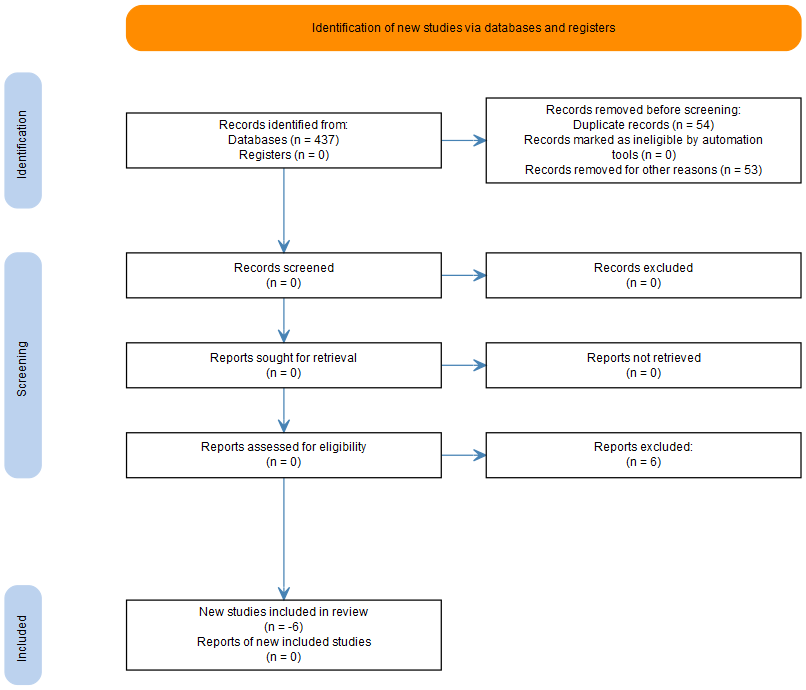 Identification of new studies via databases and registers
Identification
Records identified from:
Databases (n = 437)
Registers (n = 0)
Records removed before screening:
Duplicate records (n = 54)
Records marked as ineligible by automation
tools (n = 0)
Records removed for other reasons (n = 53)
Screening
Records screened
(n = 0)
Records excluded
(n = 0)
Reports sought for retrieval
(n = 0)
Reports not retrieved
(n = 0)
Reports assessed for eligibility
(n = 0)
Reports excluded:
(n = 6)
Included
New studies included in review
(n = -6)
Reports of new included studies
(n = 0)